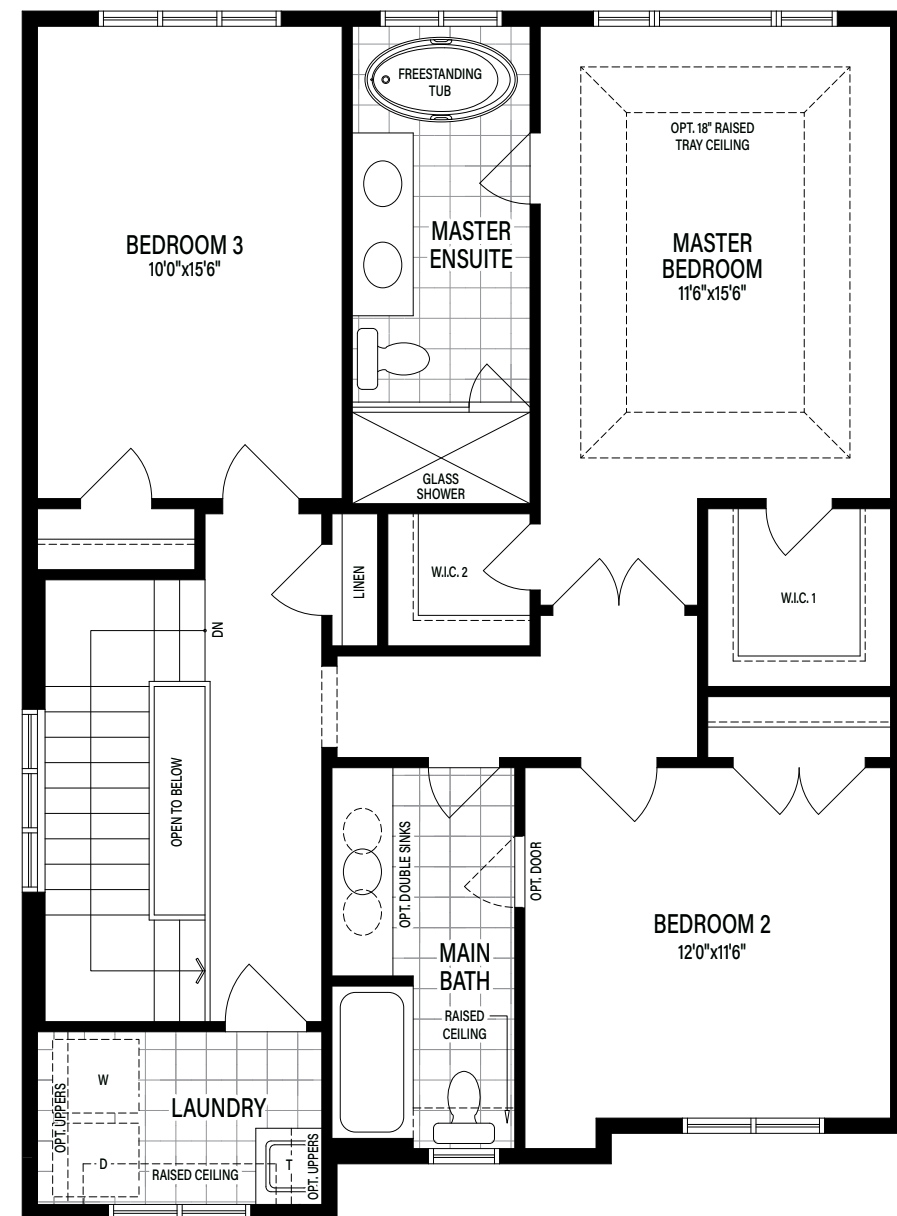 FREESTANDING
TUB
OPT. 18" RAISED
TRAY CEILING
BEDROOM 3
10'0"x15'6"
MASTER
ENSUITE
MASTER
BEDROOM
11'6"x15'6"
GLASS
SHOWER
LINEN
W.I.C. 2
W.I.C. 1
DN
OPEN TO BELOW
OPT. DOUBLE SINKS
OPT. DOOR
BEDROOM 2
12'0"x11'6"
MAIN
BATH
RAISED
CEILING
W
OPT. UPPERS
LAUNDRY
D
RAISED CEILING
T
OPT. UPPERS